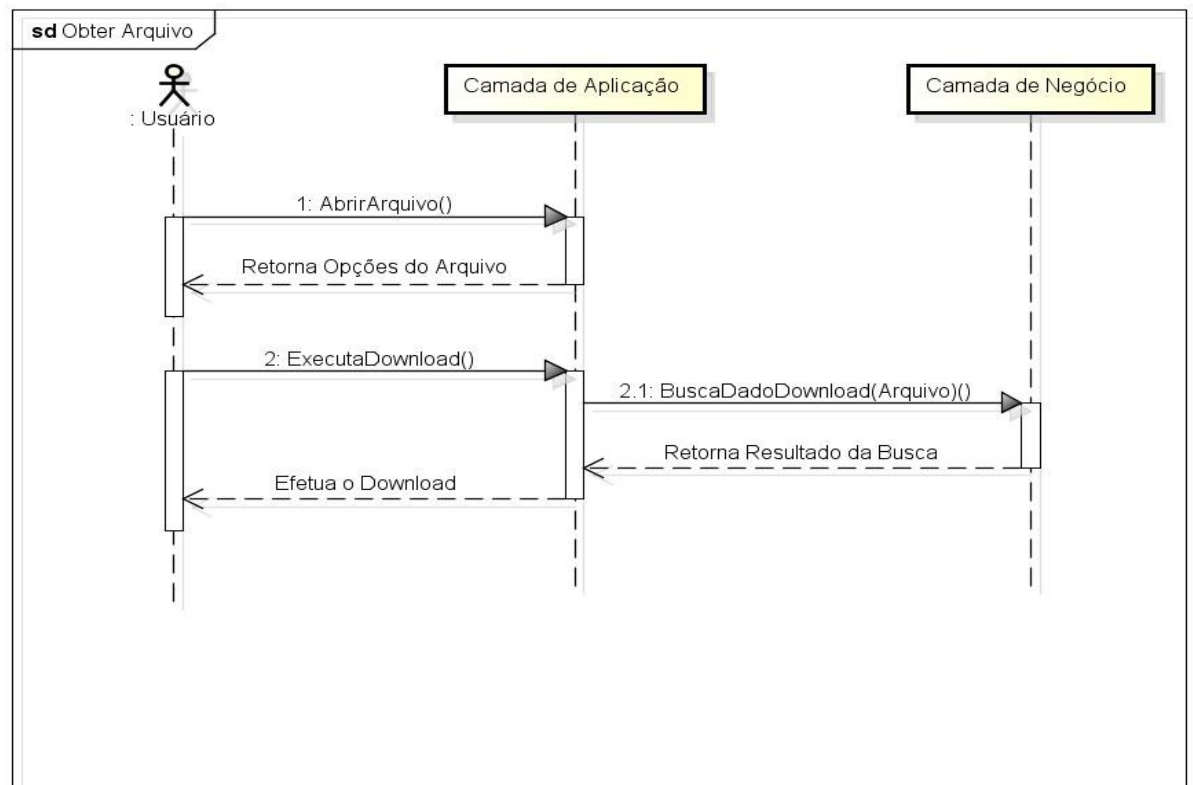 sd Obter Arquivo
: Usuário
Camada de Aplicação
Camada de Negócio
1: AbrirArquivo()
Retorna Opções do Arquivo
2: ExecutaDownload()
2.1: BuscaDadoDownload(Arquivo)()
Retorna Resultado da Busca
Efetua o Download